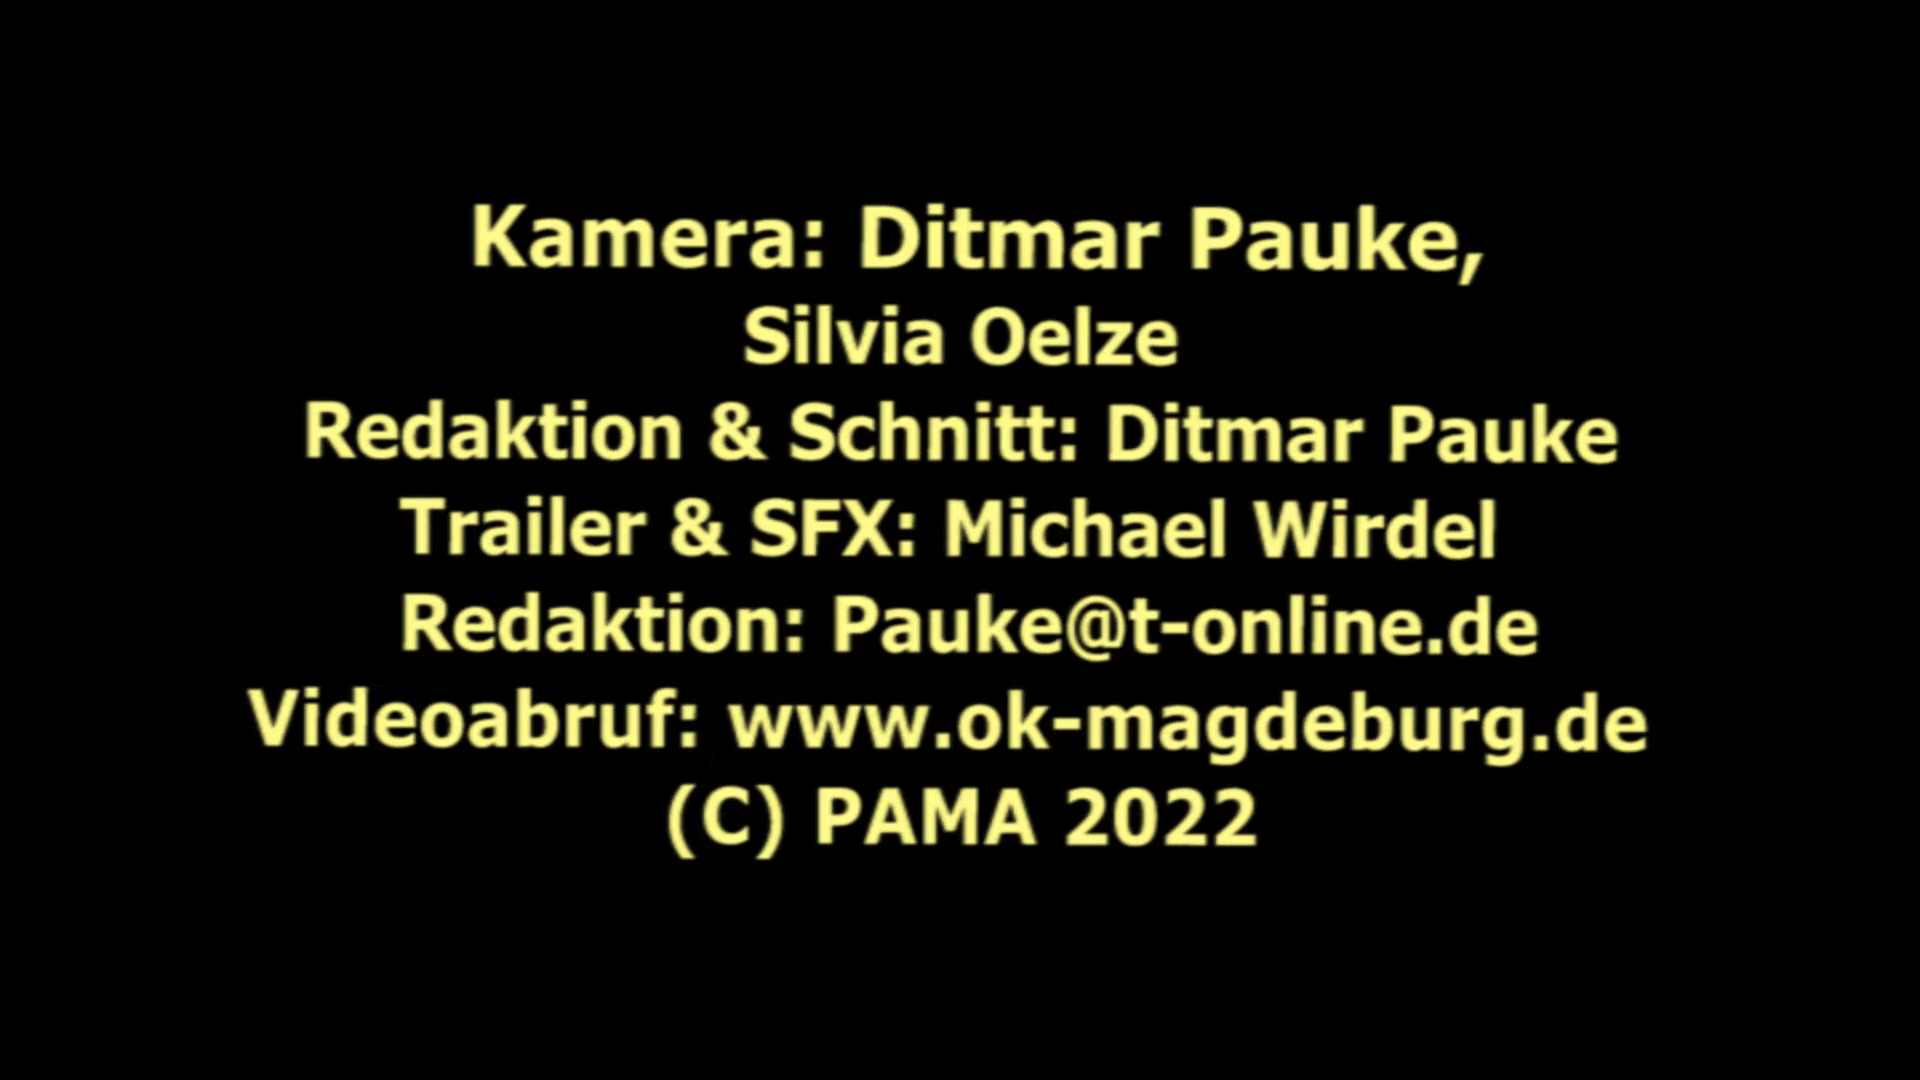 Kamera: Ditmar Pauke,
Silvia Oelze
Redaktion & Schnitt: Ditmar Pauke
Trailer & SFX: Michael Wirdel
Redaktion: Pauke@t-online.de
Videoabruf: www.ok-magdeburg.de
(C) PAMA 2022